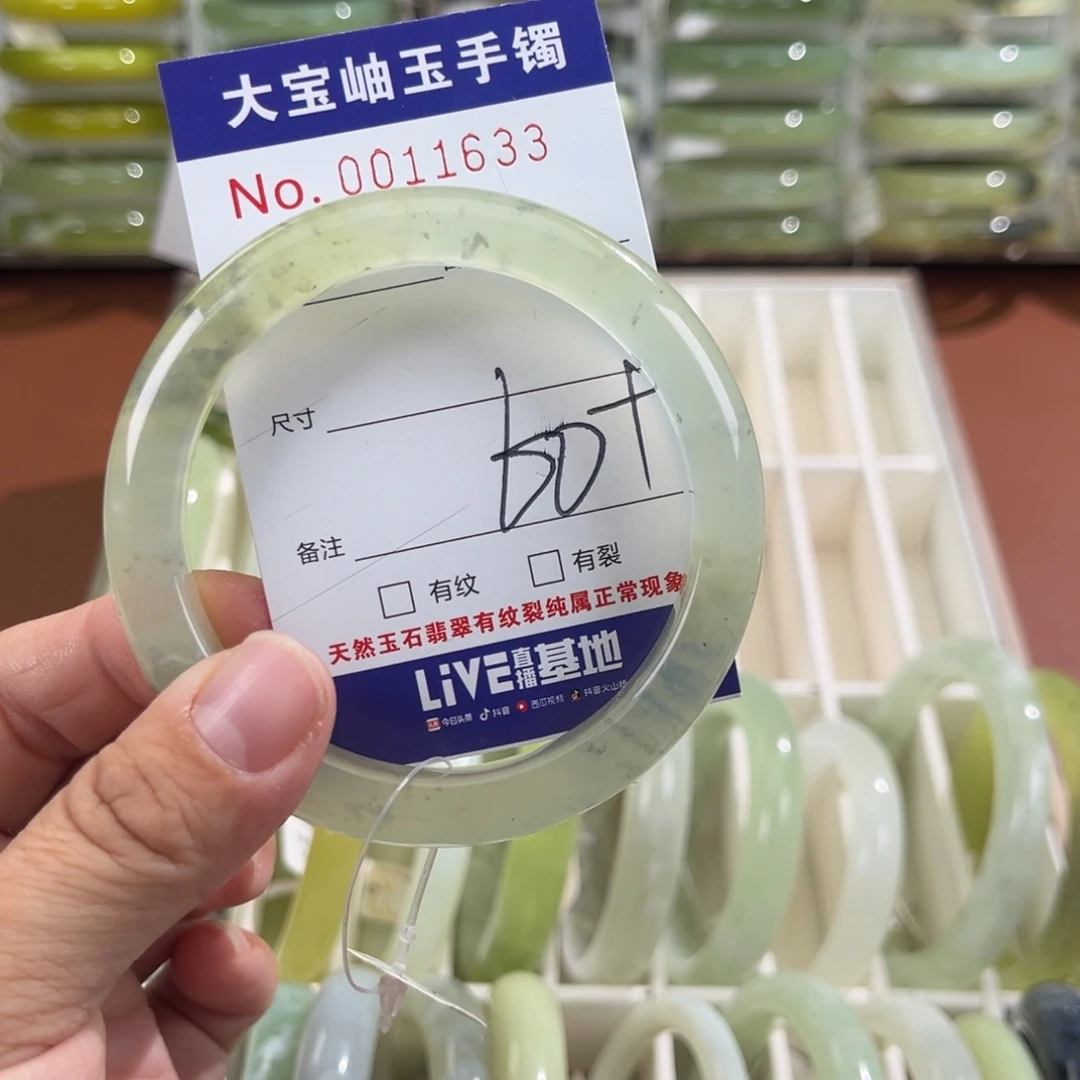 大宝岫玉手镯
No. 0011633
尺寸
备注
有纹 有裂
天然玉石翡翠有纹裂纯属正常现象
LiVE直播基地
今日头条 抖音 西瓜视频 抖音火山版